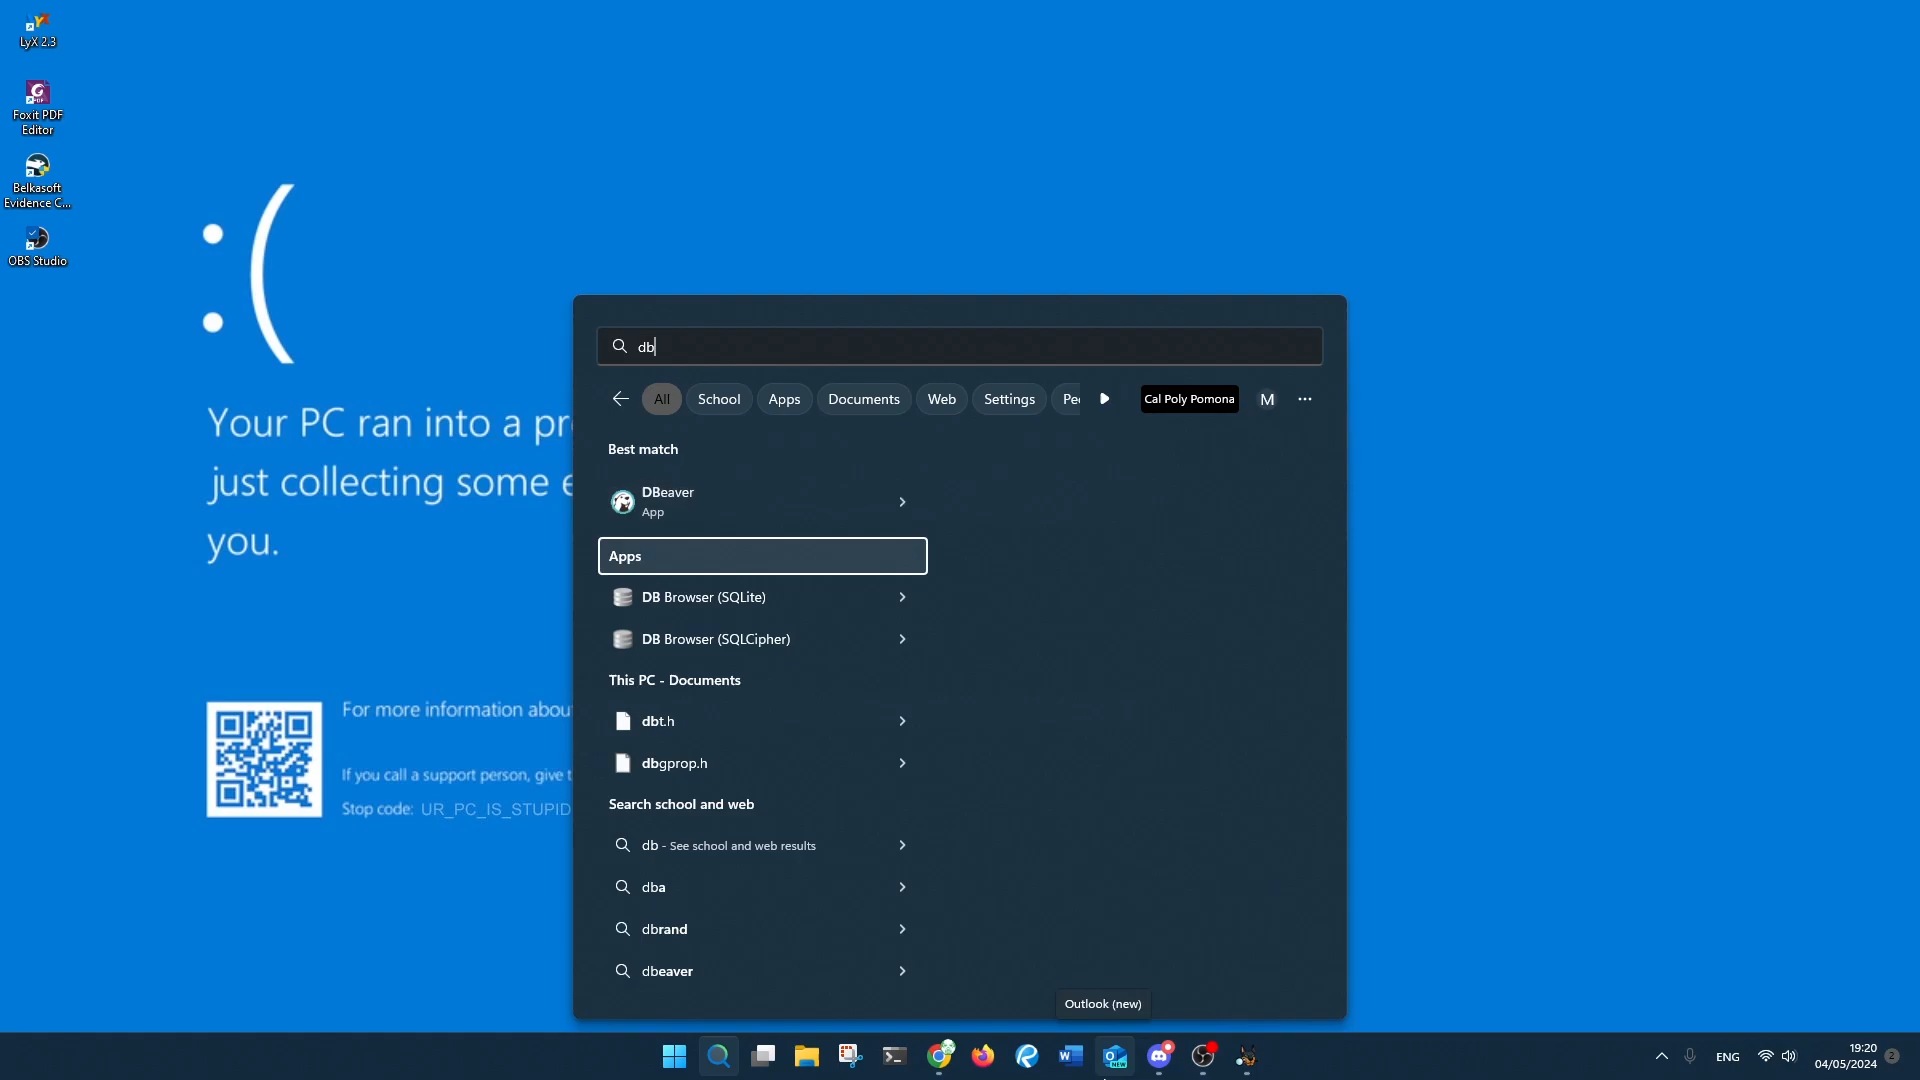 LyX 2.3
Foxit PDF
Editor
Belkasoft
Evidence C...
OBS Studio
:(
Your PC ran into a pr
just collecting some e
you.
For more information abou
If you call a support person, give t
Stop code: UR_PC_IS_STUPID
db
All
School
Apps
Documents
Web
Settings
Cal Poly Pomona
M
Best match
DBeaver
App
Apps
DB Browser (SQLite)
DB Browser (SQLCipher)
This PC - Documents
dbt.h
dbgprop.h
Search school and web
db - See school and web results
dba
dbrand
dbeaver
Outlook (new)
ENG
19:20
04/05/2024
2